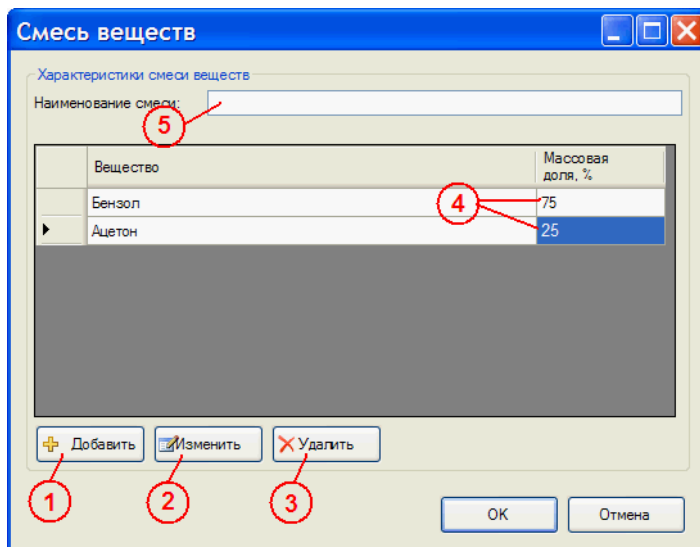 Смесь веществ
Характеристики смеси веществ
Наименование смеси:
5
Вещество
Массовая
доля, %
Бензол
4
75
Ацетон
25
Добавить
Изменить
Удалить
1
2
3
OK
Отмена